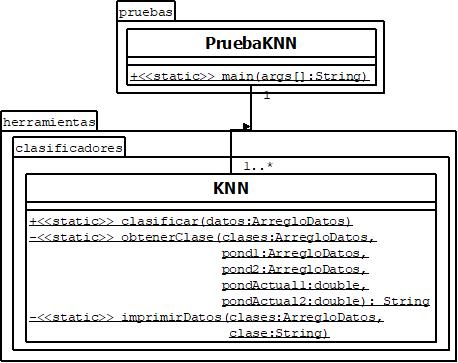 pruebas
PruebaKNN
+<<static>> main(args[]:String)
1
herramientas
clasificadores
1..*
KNN
+<<static>> clasificar(datos:ArregloDatos)
-<<static>> obtenerClase(clases:ArregloDatos,
pond1:ArregloDatos,
pond2:ArregloDatos,
pondActual1:double,
pondActual2:double): String
-<<static>> imprimirDatos(clases:ArregloDatos,
clase:String)